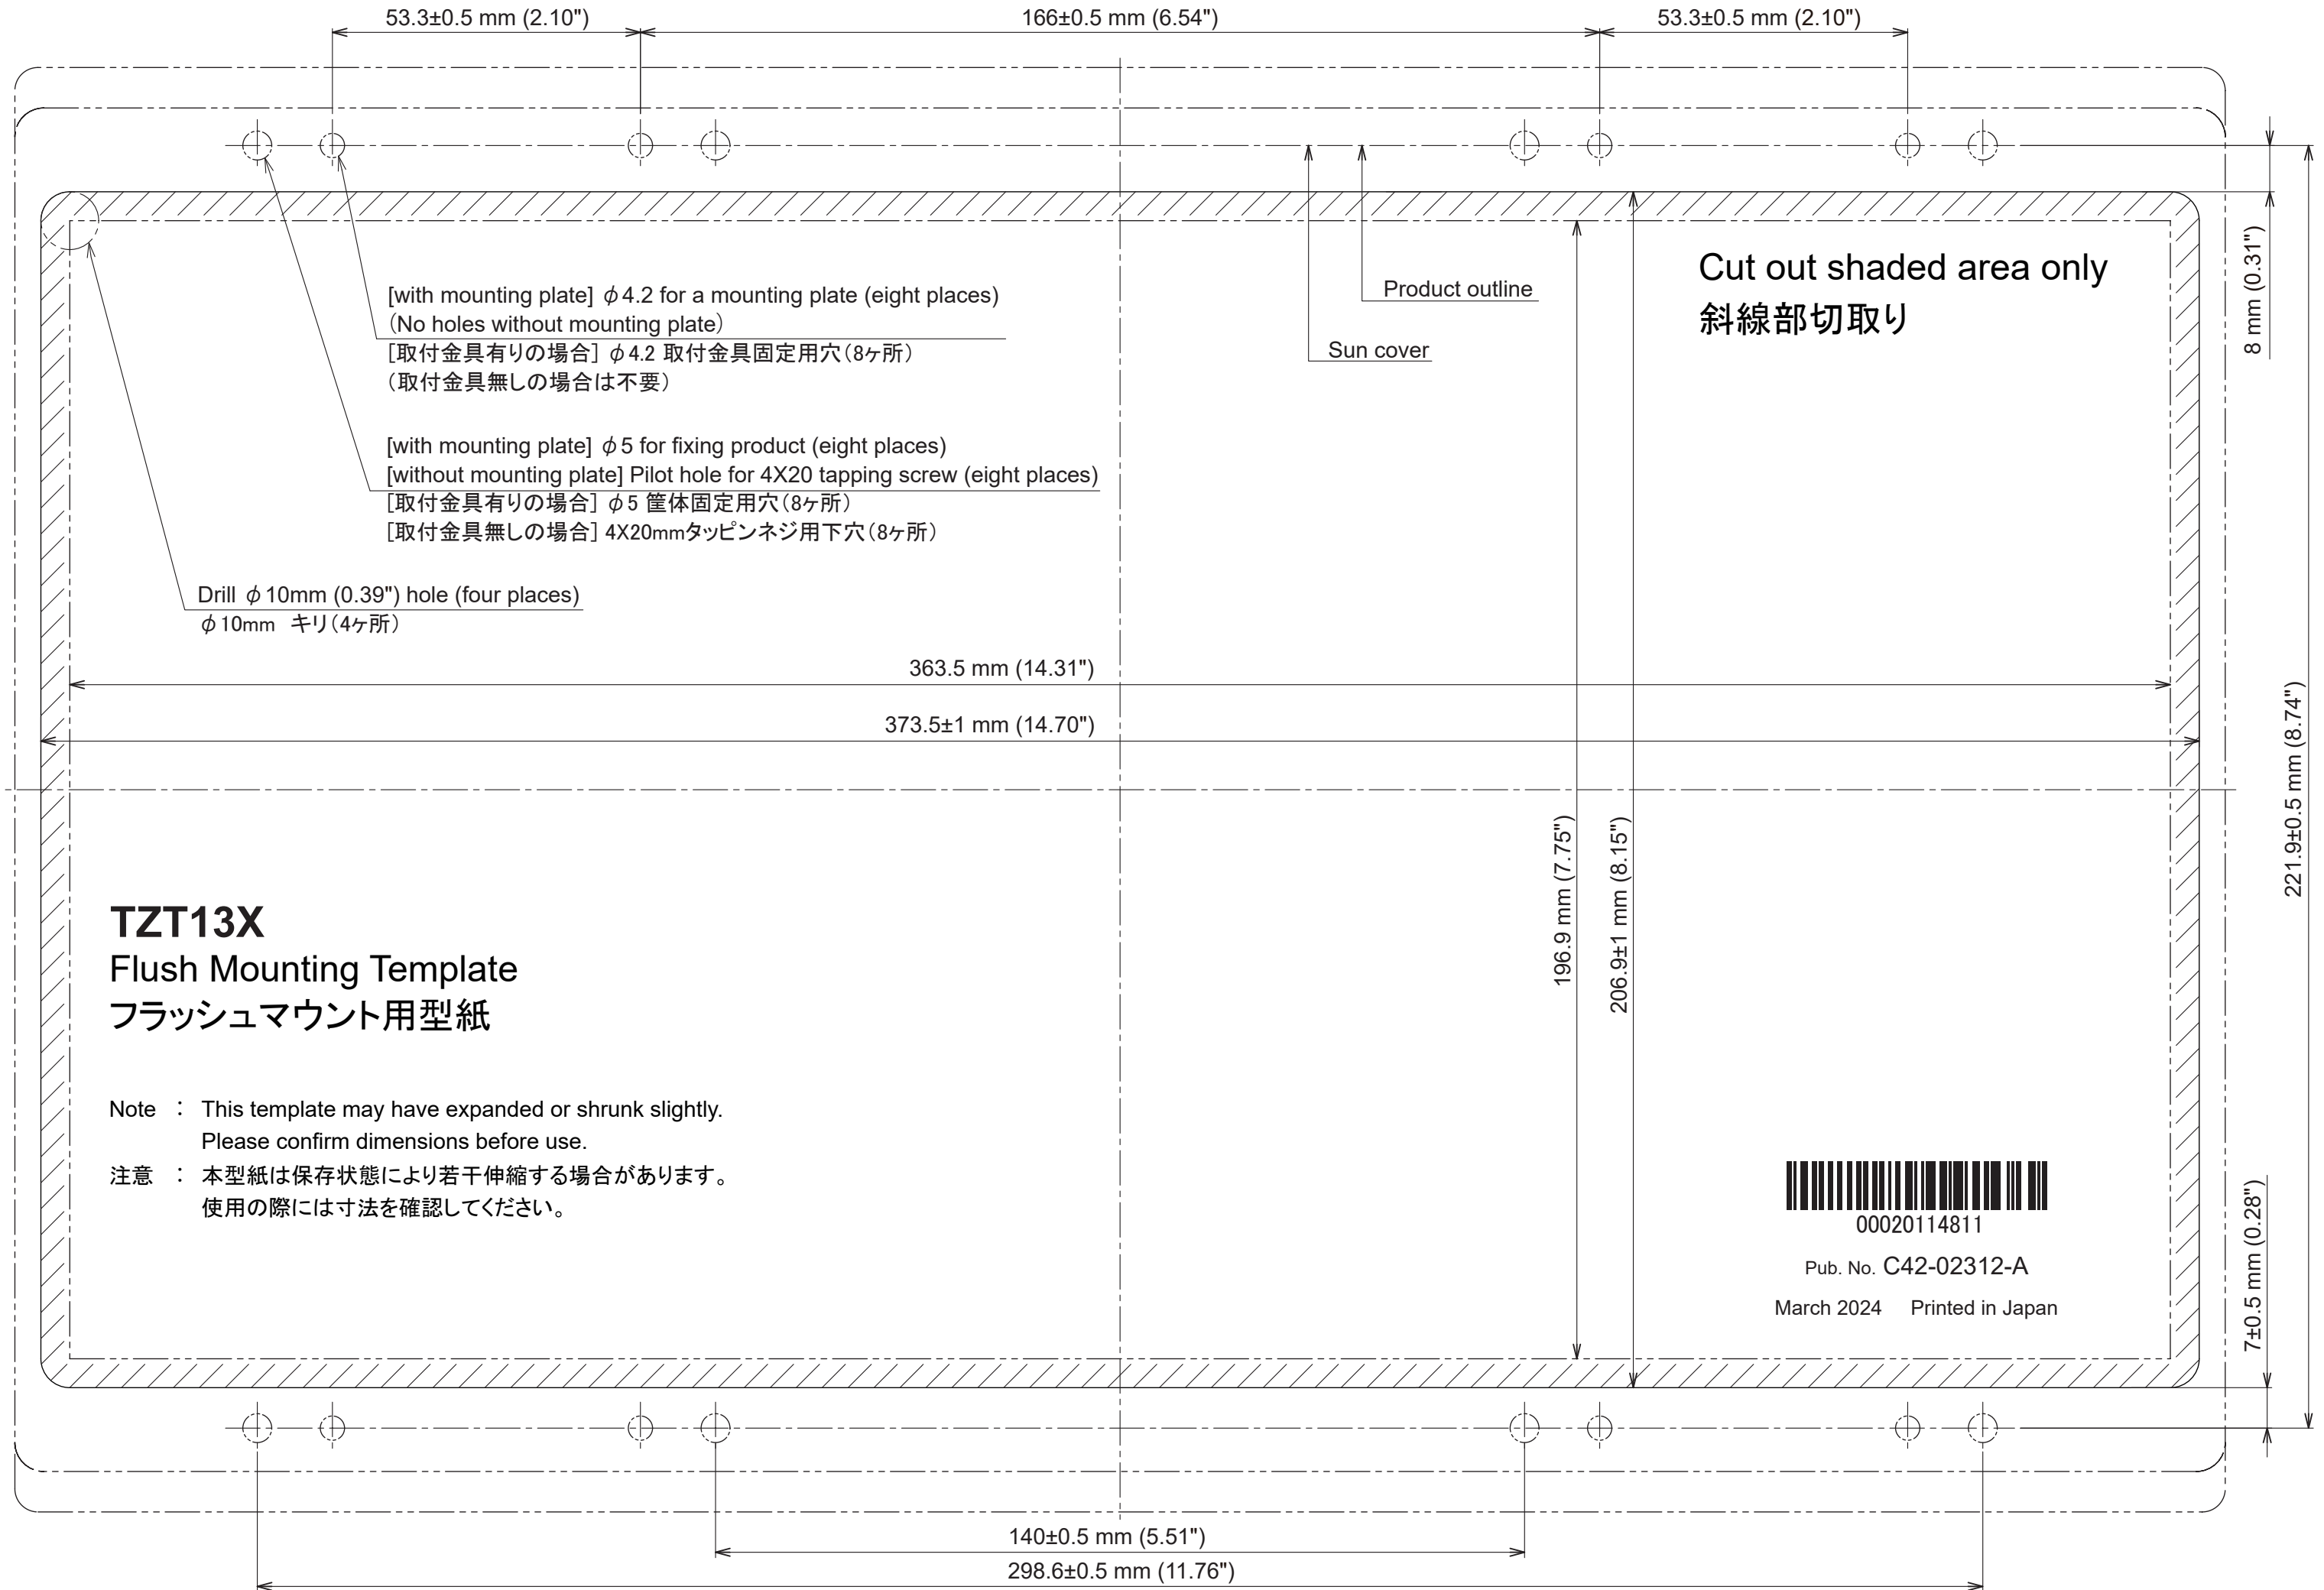 53.3±0.5 mm (2.10")
166±0.5 mm (6.54")
53.3±0.5 mm (2.10")
8 mm (0.31")
Cut out shaded area only
斜線部切取り
Product outline
Sun cover
[with mounting plate] φ4.2 for a mounting plate (eight places)
(No holes without mounting plate)
[取付金具有りの場合] φ4.2 取付金具固定用穴(8ヶ所)
(取付金具無しの場合は不要)
[with mounting plate] φ5 for fixing product (eight places)
[without mounting plate] Pilot hole for 4X20 tapping screw (eight places)
[取付金具有りの場合] φ5 筐体固定用穴(8ヶ所)
[取付金具無しの場合] 4X20mmタッピンネジ用下穴(8ヶ所)
Drill φ10mm (0.39") hole (four places)
φ10mm キリ(4ヶ所)
363.5 mm (14.31")
373.5±1 mm (14.70")
221.9±0.5 mm (8.74")
196.9 mm (7.75")
206.9±1 mm (8.15")
TZT13X
Flush Mounting Template
フラッシュマウント用型紙
Note : This template may have expanded or shrunk slightly.
Please confirm dimensions before use.
注意 : 本型紙は保存状態により若干伸縮する場合があります。
使用の際には寸法を確認してください。
00020114811
Pub. No. C42-02312-A
March 2024 Printed in Japan
7±0.5 mm (0.28")
140±0.5 mm (5.51")
298.6±0.5 mm (11.76")